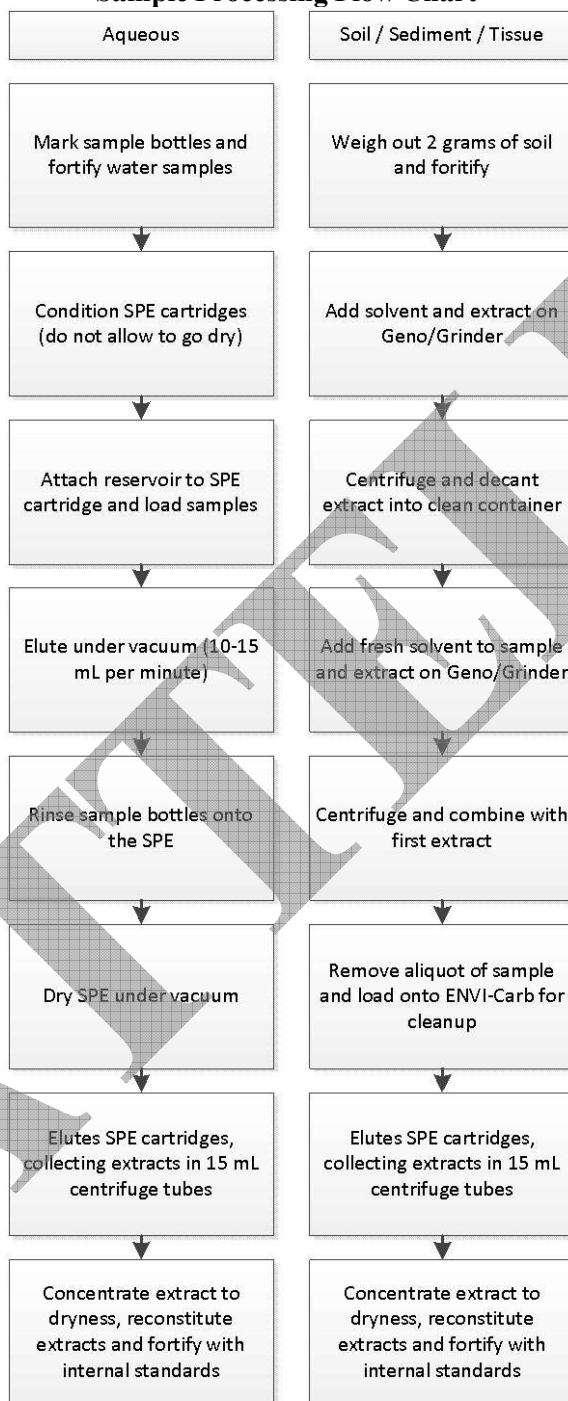 Sample Processing Flow Chart
Aqueous
Mark sample bottles and
fortify water samples
Condition SPE cartridges
(do not allow to go dry)
Attach reservoir to SPE
cartridge and load samples
Elute under vacuum (10-15
mL per minute)
Rinse sample bottles onto
the SPE
Dry SPE under vacuum
Elutes SPE cartridges,
collecting extracts in 15 mL
centrifuge tubes
Concentrate extract to
dryness, reconstitute
extracts and fortify with
internal standards
Soil / Sediment / Tissue
Weigh out 2 grams of soil
and foritify
Add solvent and extract on
Geno/Grinder
Centrifuge and decant
extract into clean container
Add fresh solvent to sample
and extract on Geno/Grinder
Centrifuge and combine with
first extract
Remove aliquot of sample
and load onto ENVI-Carb for
cleanup
Elutes SPE cartridges,
collecting extracts in 15 mL
centrifuge tubes
Concentrate extract to
dryness, reconstitute
extracts and fortify with
internal standards